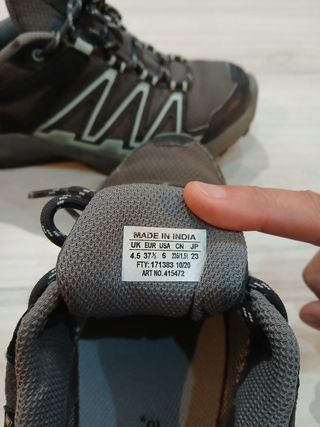 MADE IN INDIA
UK EUR USA CN JP
4.5 37½ 6 235(1.5) 23
FTY: 171383 10/20
ART NO. 415472